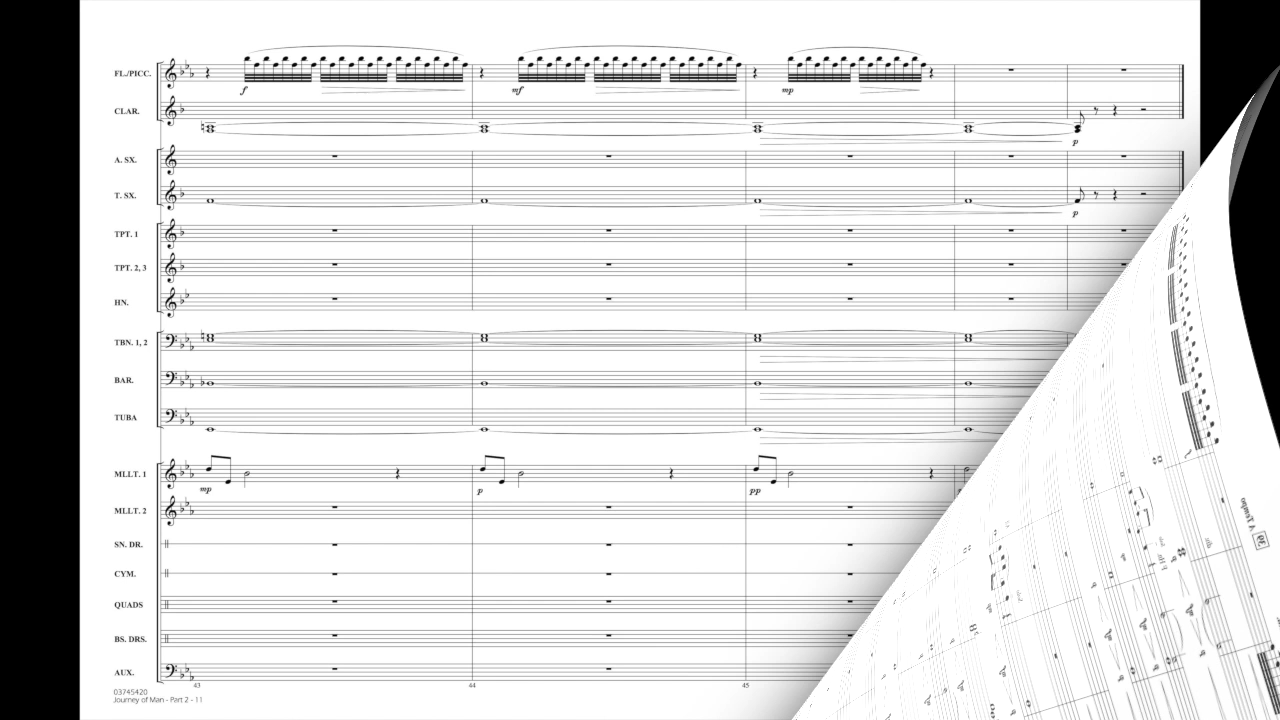 FL./PICC.
f mf mp
CLAR.
p
A. SX.
T. SX.
p
TPT. 1
TPT. 2, 3
HN.
TBN. 1, 2
BAR.
TUBA
MLLT. 1
mp p pp
MLLT. 2
SN. DR.
CYM.
QUADS
BS. DRS.
AUX.
43 44 45
03745420
Journey of Man - Part 2 - 11
A Tempo